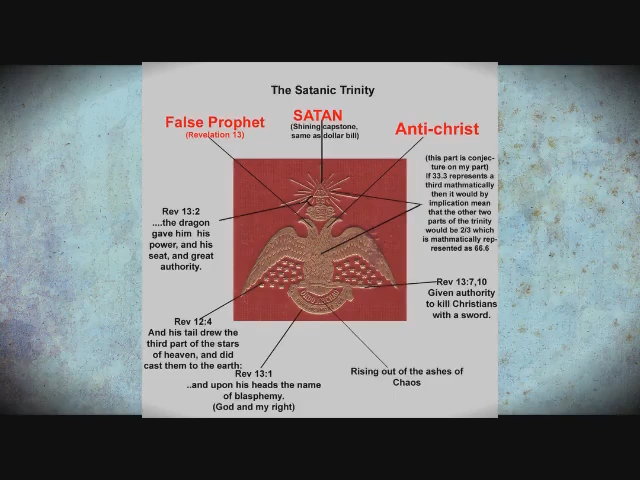 The Satanic Trinity
False Prophet
(Revelation 13)
SATAN
(Shining capstone,
same as dollar bill)
Anti-christ
(this part is conjec-
ture on my part)
If 33.3 represents a
third mathmatically
then it would by
implication mean
that the other two
parts of the trinity
would be 2/3 which
is mathmatically rep-
resented as 66.6
Rev 13:2
....the dragon
gave him his
power, and his
seat, and great
authority.
Rev 13:7,10
Given authority
to kill Christians
with a sword.
Rev 12:4
And his tail drew the
third part of the stars
of heaven, and did
cast them to the earth:
Rev 13:1
..and upon his heads the name
of blasphemy.
(God and my right)
Rising out of the ashes of
Chaos